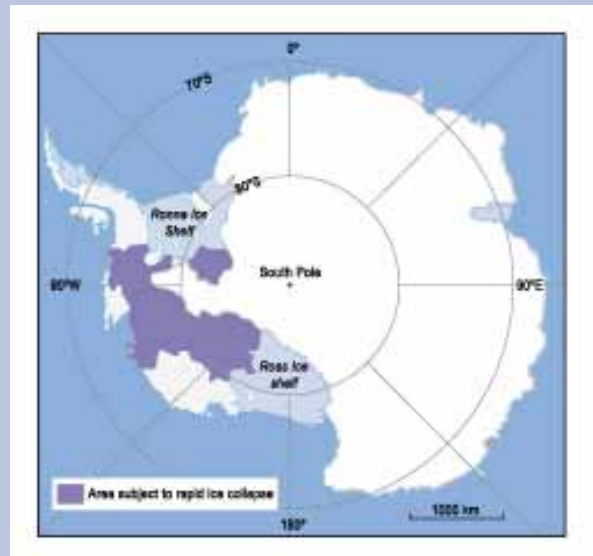 0°
70°S
80°S
Ronne Ice
Shelf
South Pole
90°W
90°E
Ross Ice
shelf
Area subject to rapid ice collapse
1000 km
180°